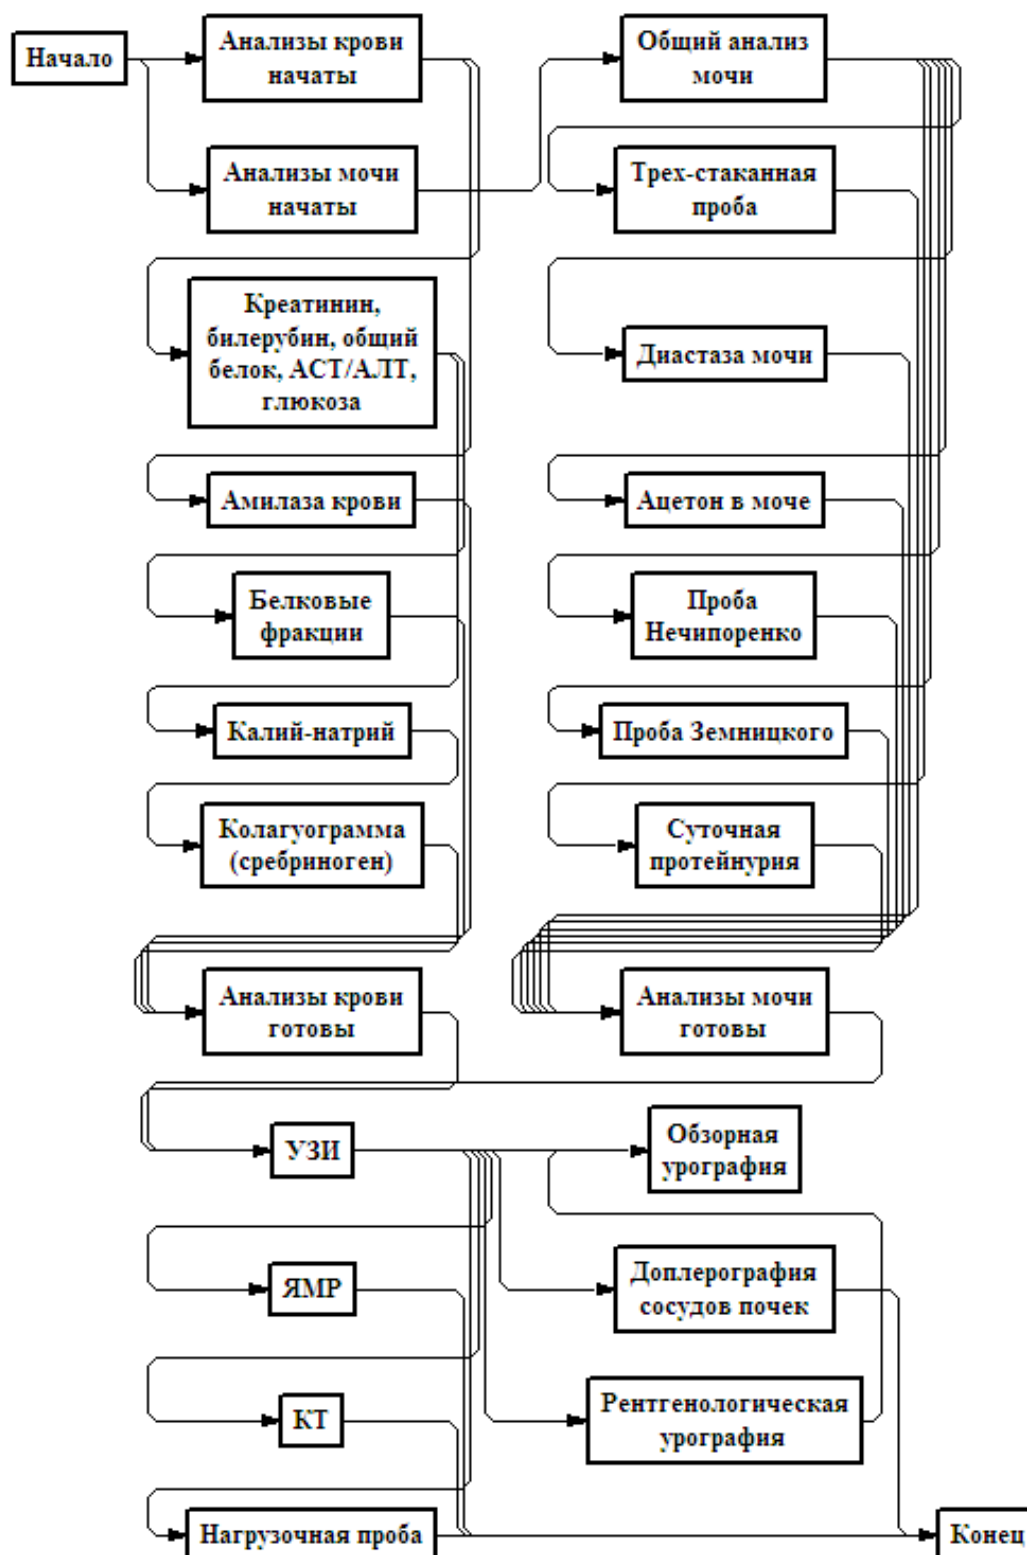 Начало
Анализы крови
начаты
Общий анализ
мочи
Анализы мочи
начаты
Трех-стаканная
проба
Креатинин,
билерубин, общий
белок, АСТ/АЛТ,
глюкоза
Диастаза мочи
Амилаза крови
Ацетон в моче
Белковые
фракции
Проба
Нечипоренко
Калий-натрий
Проба Земницкого
Колагуограмма
(сребриноген)
Суточная
протейнурия
Анализы крови
готовы
Анализы мочи
готовы
УЗИ
Обзорная
урография
ЯМР
Доплерография
сосудов почек
КТ
Рентгенологическая
урография
Нагрузочная проба
Конец